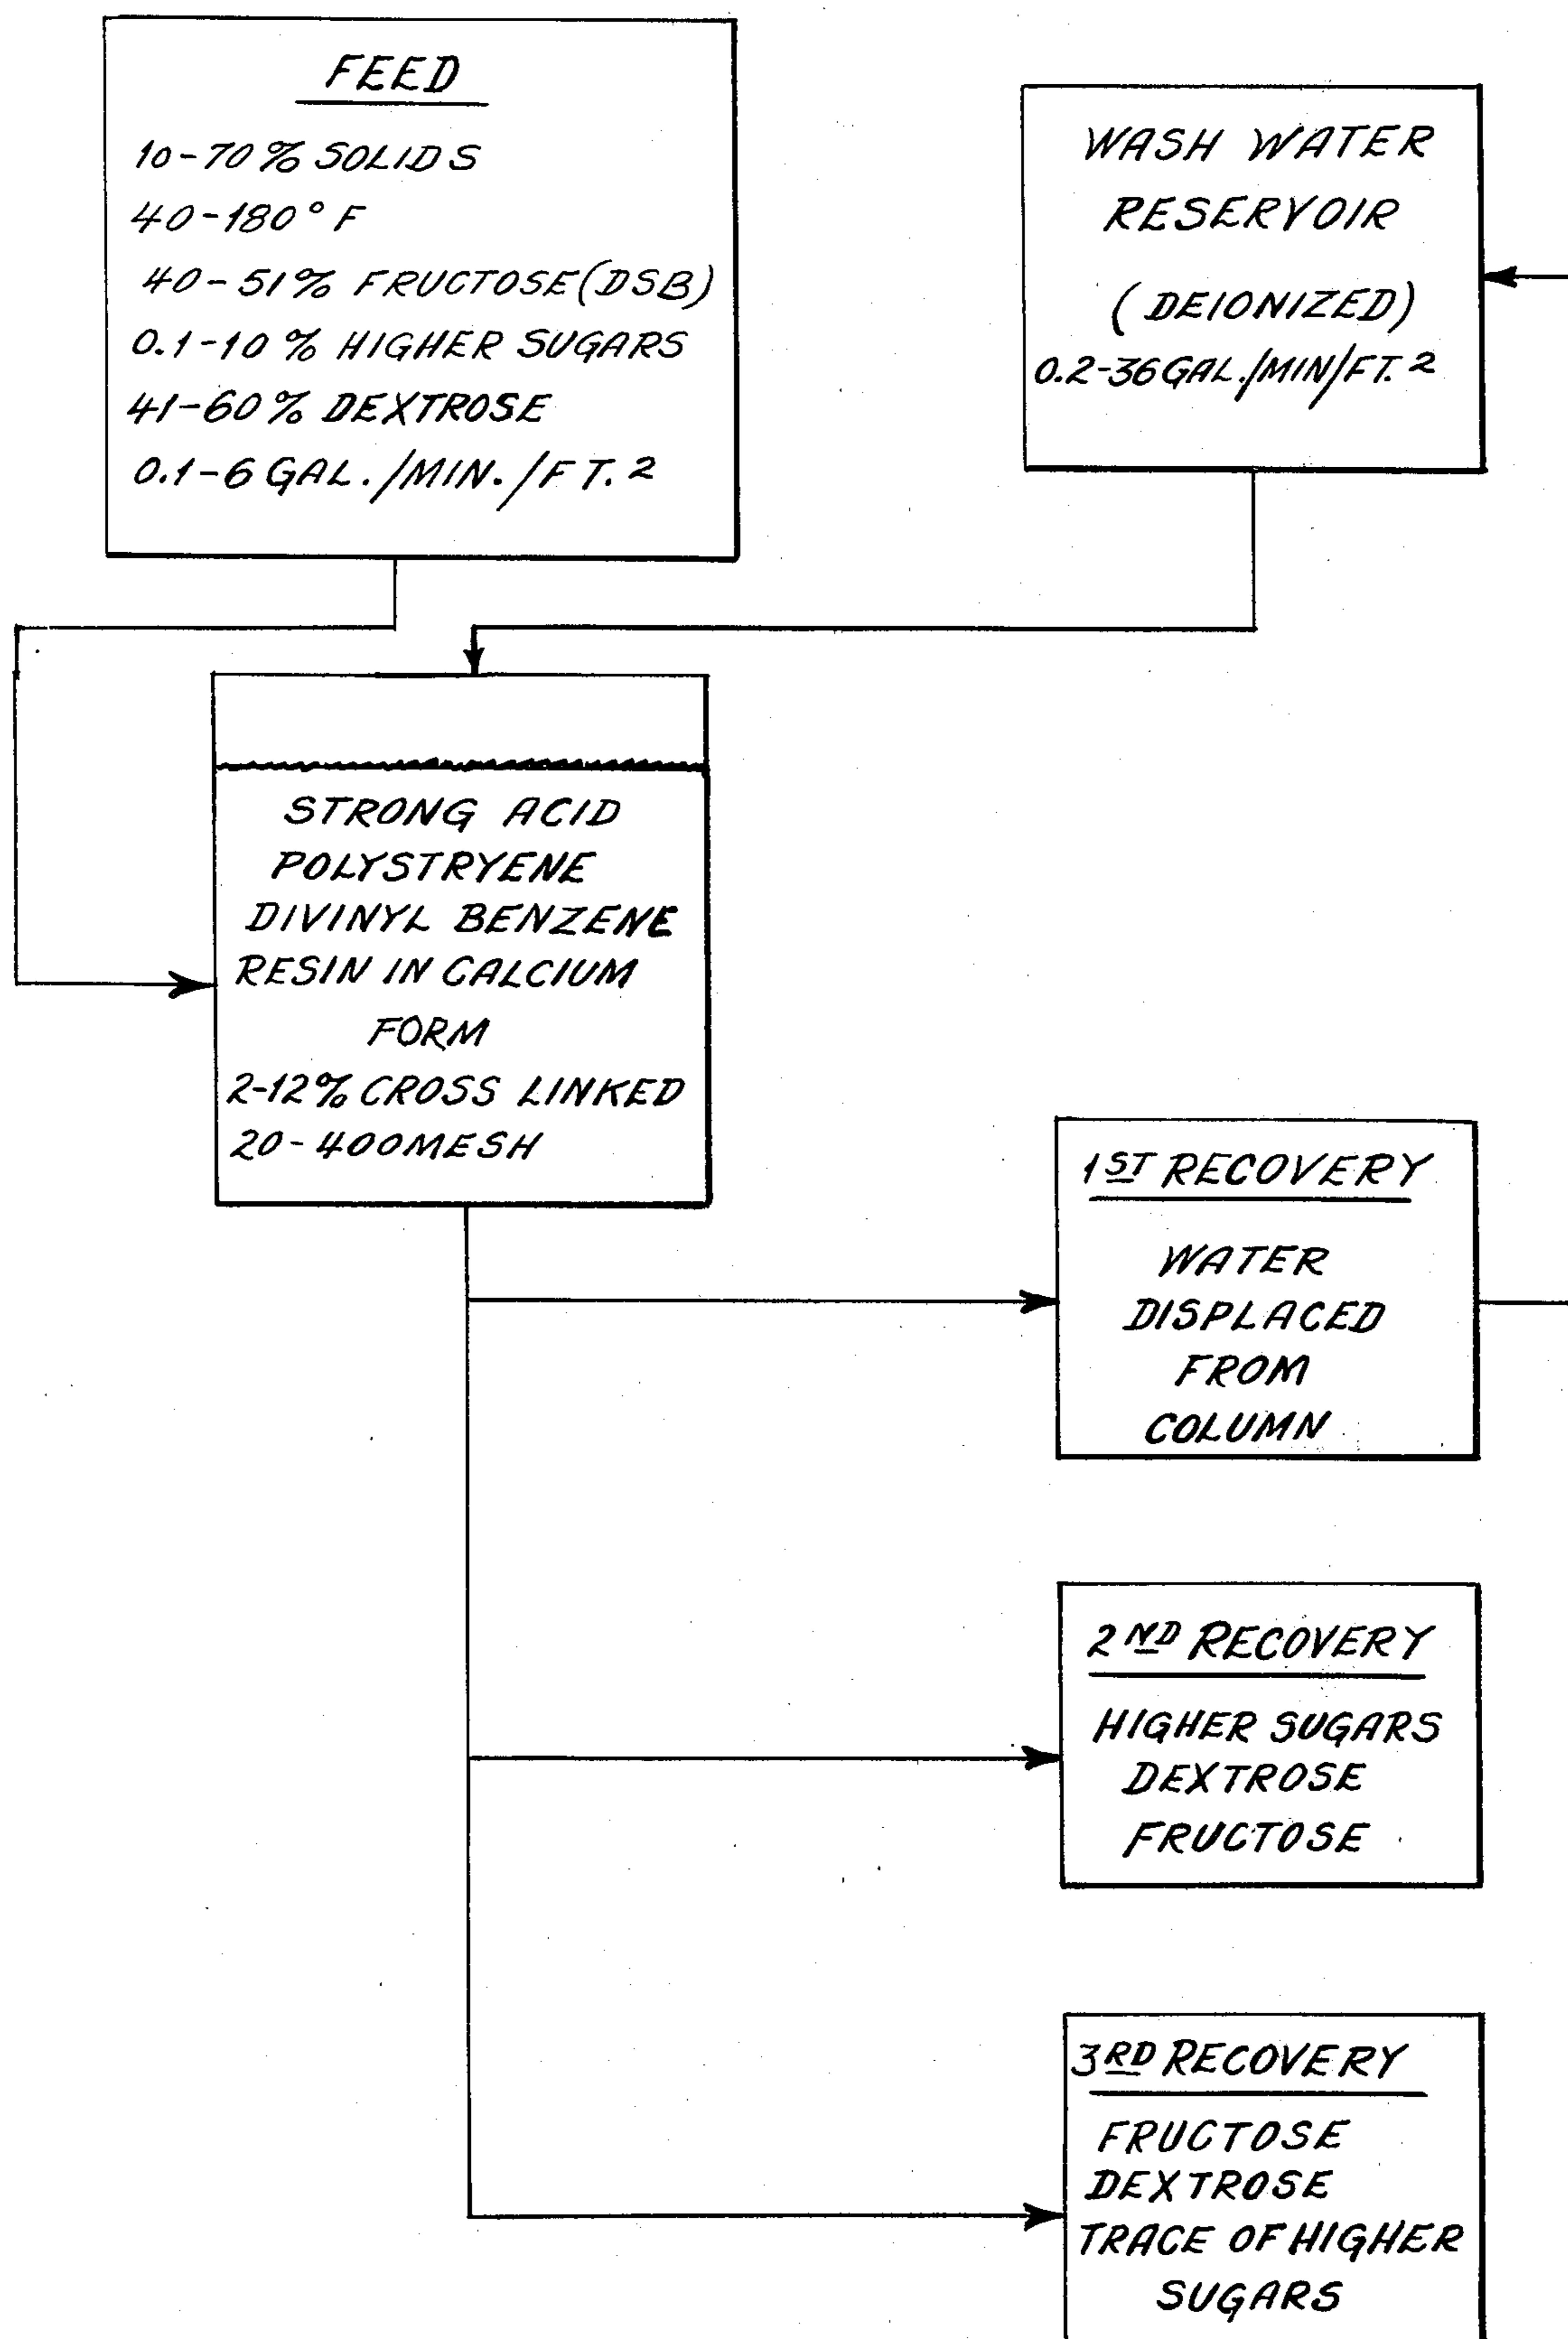 FEED
10-70% SOLIDS
40-180° F
40-51% FRUCTOSE (DSB)
0.1-10% HIGHER SUGARS
41-60% DEXTROSE
0.1-6 GAL./MIN./FT.²
WASH WATER
RESERVOIR
(DEIONIZED)
0.2-36 GAL./MIN/FT.²
STRONG ACID
POLYSTRYENE
DIVINYL BENZENE
RESIN IN CALCIUM
FORM
2-12% CROSS LINKED
20-400 MESH
1ST RECOVERY
WATER
DISPLACED
FROM
COLUMN
2ND RECOVERY
HIGHER SUGARS
DEXTROSE
FRUCTOSE
3RD RECOVERY
FRUCTOSE
DEXTROSE
TRACE OF HIGHER
SUGARS